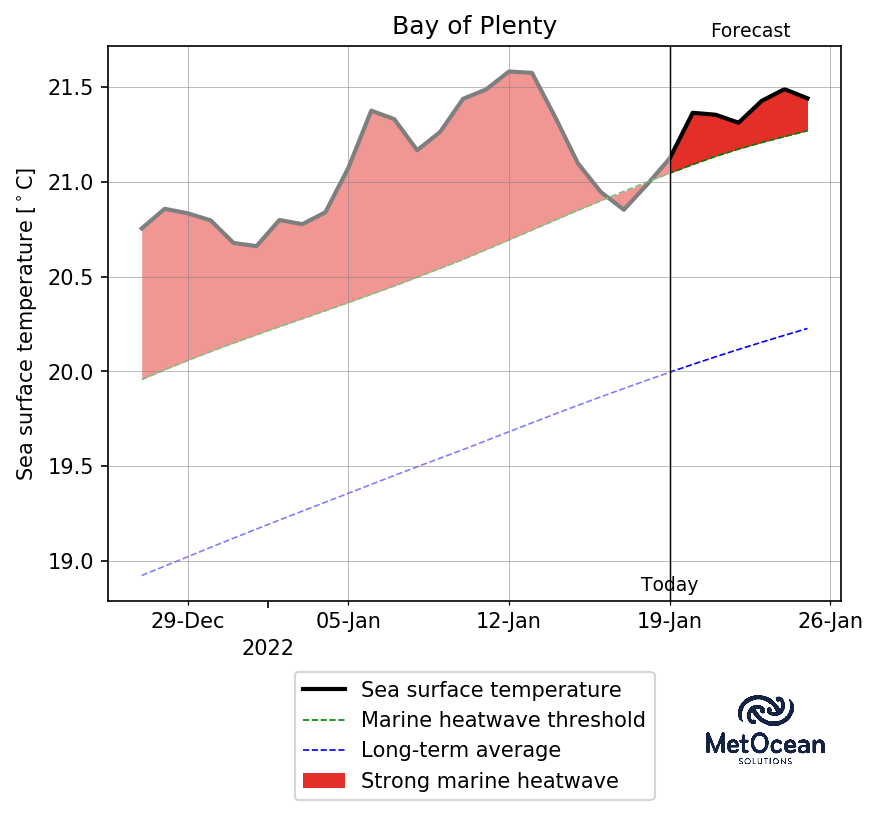 Bay of Plenty
Forecast
Sea surface temperature [°C]
21.5
21.0
20.5
20.0
19.5
19.0
Today
29-Dec 05-Jan 12-Jan 19-Jan 26-Jan
2022
Sea surface temperature
Marine heatwave threshold
Long-term average
Strong marine heatwave
MetOcean
SOLUTIONS